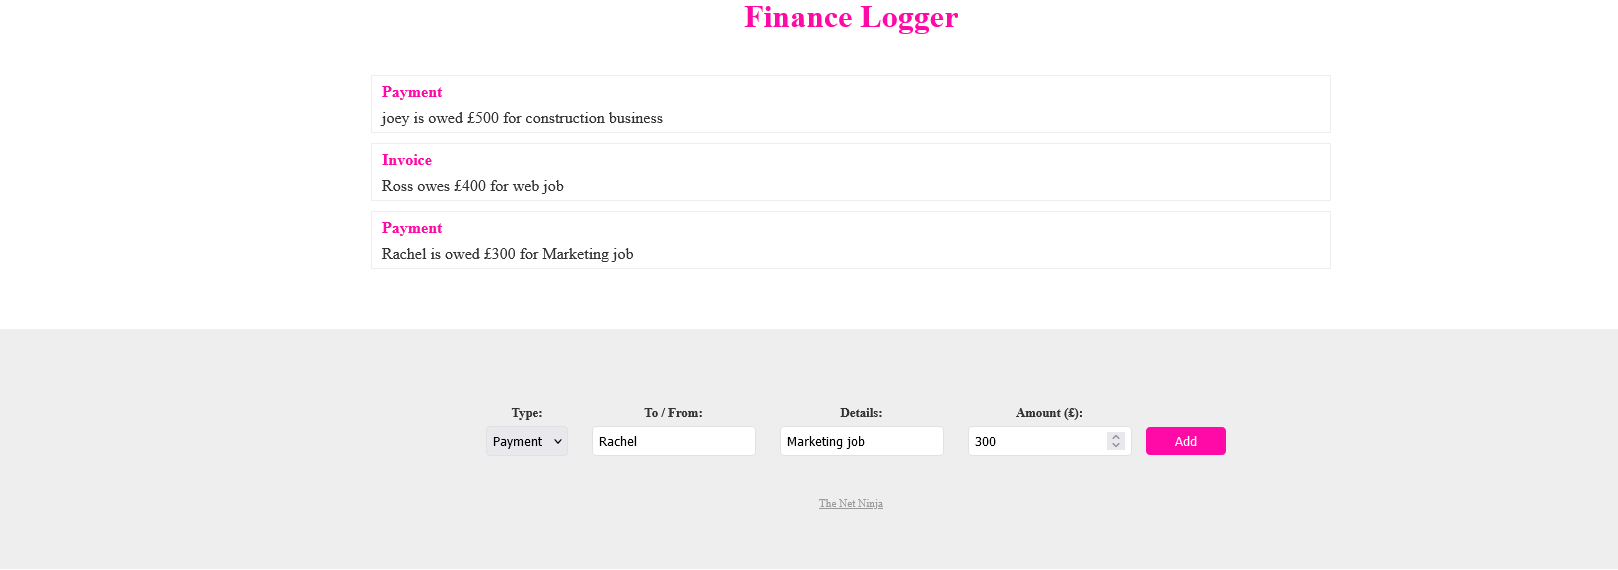 Finance Logger
Payment
joey is owed £500 for construction business
Invoice
Ross owes £400 for web job
Payment
Rachel is owed £300 for Marketing job
Type: To / From: Details: Amount (£):
Payment Rachel Marketing job 300 Add
The Net Ninja